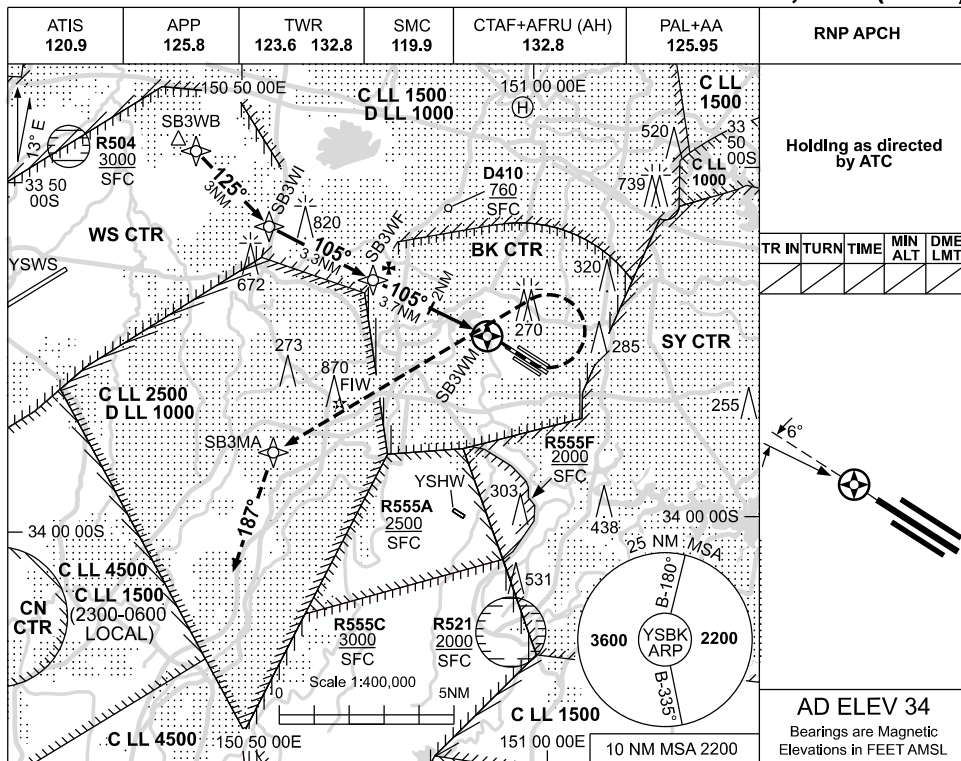 ATIS
120.9
APP
125.8
TWR
123.6 132.8
SMC
119.9
CTAF+AFRU (AH)
132.8
PAL+AA
125.95
RNP APCH
150 50 00E
151 00 00E
C LL 1500
D LL 1000
H
C LL
1500
13° E
SB3WB
R504
3000
SFC
33 50
00S
520
33
50
00S
C LL
1000
Holding as directed
by ATC
125°
3NM
SB3WI
D410
760
SFC
739
WS CTR
820
SB3WF
BK CTR
TR IN
TURN
TIME
MIN
ALT
DME
LMT
YSWS
105°
3.3NM
672
320
105°
3.7NM
2NM
270
285
SY CTR
273
870
FIW
SB3WM
255
C LL 2500
D LL 1000
SB3MA
6°
R555F
2000
SFC
YSHW
303
438
34 00 00S
34 00 00S
R555A
2500
SFC
187°
25 NM MSA
C LL 4500
C LL 1500
(2300-0600
LOCAL)
CN
CTR
531
B-180°
3600
YSBK
ARP
2200
B-335°
R555C
3000
SFC
R521
2000
SFC
Scale 1:400,000
0
5NM
C LL 1500
C LL 4500
150 50 00E
151 00 00E
10 NM MSA 2200
AD ELEV 34
Bearings are Magnetic
Elevations in FEET AMSL